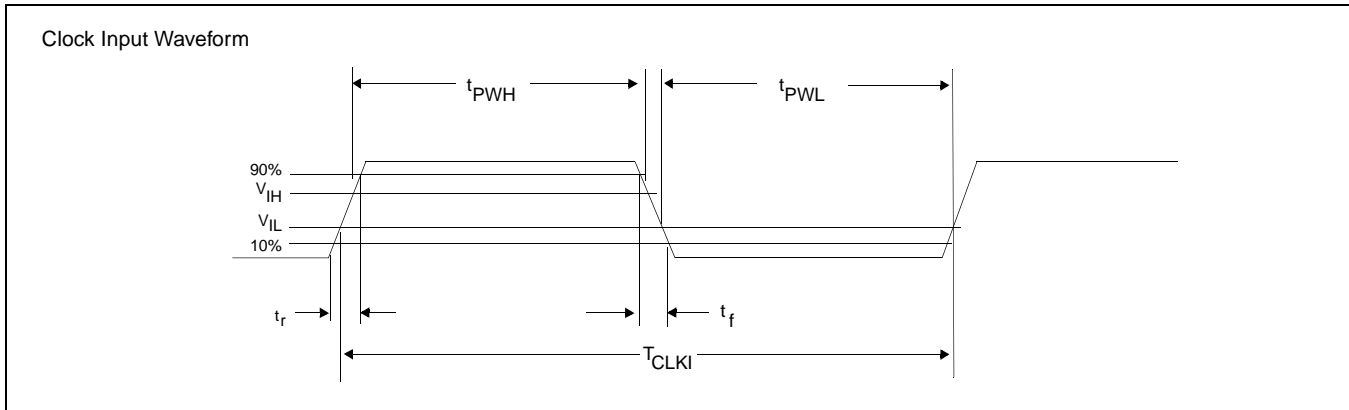 Clock Input Waveform
tPWH
tPWL
90%
VIH
VIL
10%
tr
tf
TCLKI